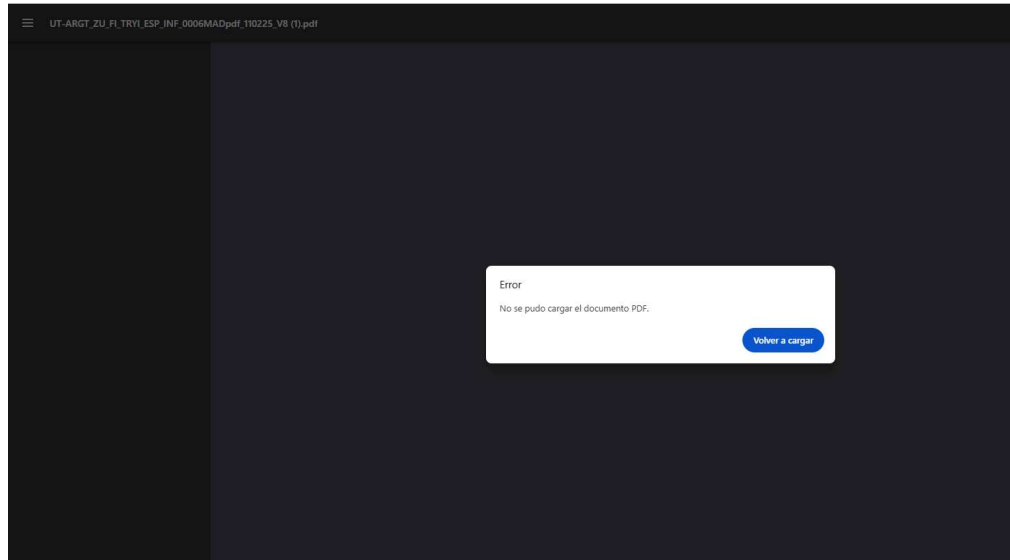 UT-ARGT_ZU_FI_TRYI_ESP_INF_0006MADpdf_110225_V8 (1).pdf
Error
No se pudo cargar el documento PDF.
Volver a cargar